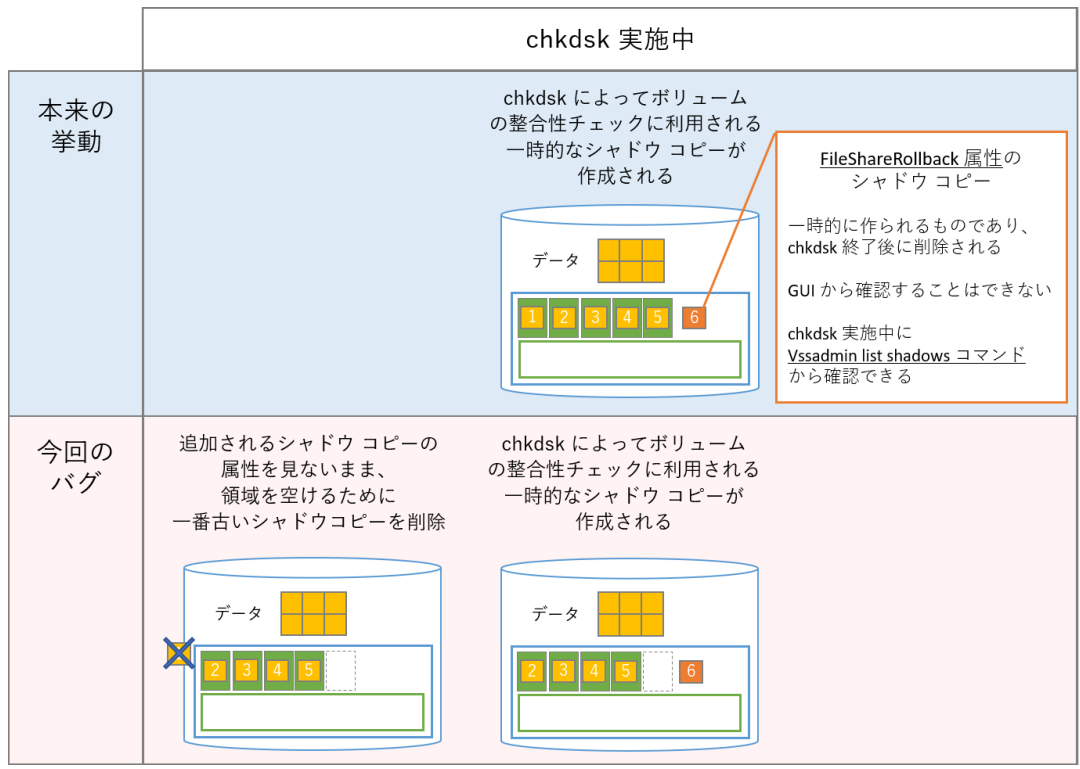 chkdsk 実施中
本来の
挙動
chkdsk によってボリューム
の整合性チェックに利用される
一時的なシャドウ コピーが
作成される
データ
1 2 3 4 5 6
FileShareRollback 属性の
シャドウ コピー
一時的に作られるものであり、
chkdsk 終了後に削除される
GUI から確認することはできない
chkdsk 実施中に
Vssadmin list shadows コマンド
から確認できる
今回の
バグ
追加されるシャドウ コピーの
属性を見ないまま、
領域を空けるために
一番古いシャドウコピーを削除
データ
2 3 4 5
chkdsk によってボリューム
の整合性チェックに利用される
一時的なシャドウ コピーが
作成される
データ
2 3 4 5 6